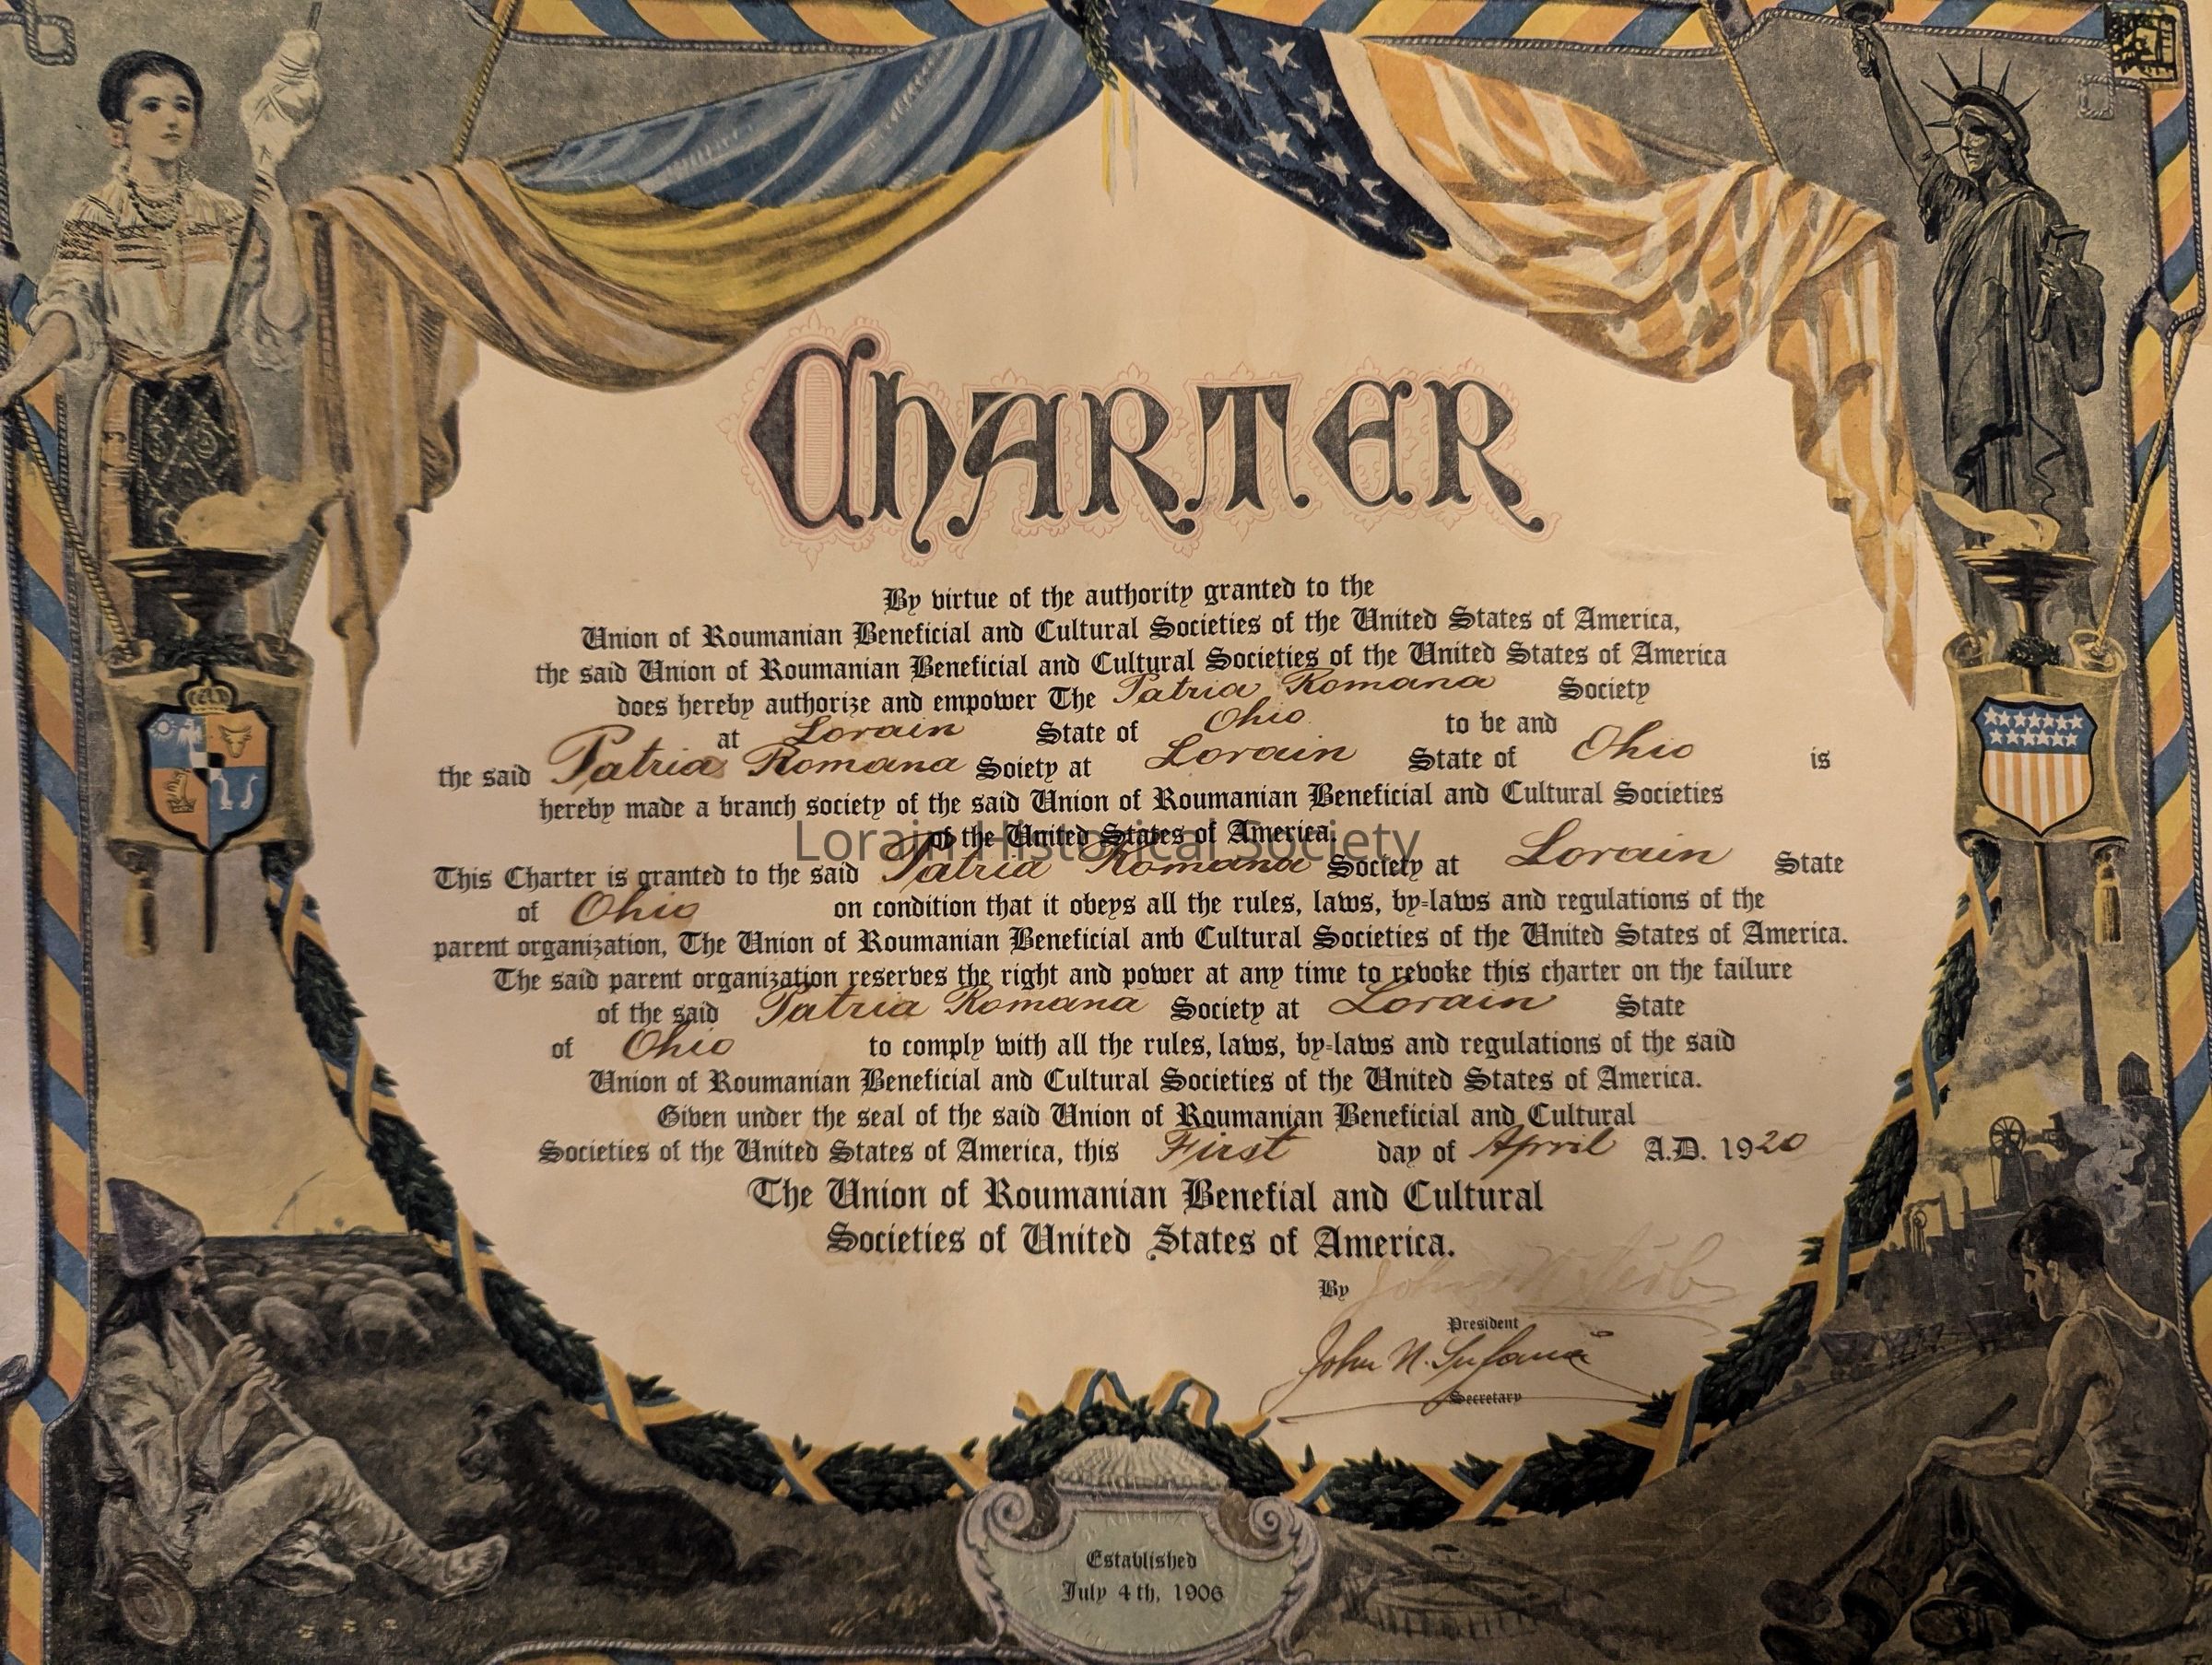 CHARTER
By virtue of the authority granted to the
Union of Roumanian Beneficial and Cultural Societies of the United States of America,
the said Union of Roumanian Beneficial and Cultural Societies of the United States of America
does hereby authorize and empower The Patria Romana Society
at Lorain State of Ohio. to be and
the said Patria Romana Soiety at Lorain State of Ohio is
hereby made a branch society of the said Union of Roumanian Beneficial and Cultural Societies
of the United States of America.
Lorain Historical Society
This Charter is granted to the said Patria Romana Society at Lorain State
of Ohio on condition that it obeys all the rules, laws, by-laws and regulations of the
parent organization, The Union of Roumanian Beneficial anb Cultural Societies of the United States of America.
The said parent organization reserves the right and power at any time to revoke this charter on the failure
of the said Patria Romana Society at Lorain State
of Ohio to comply with all the rules, laws, by-laws and regulations of the said
Union of Roumanian Beneficial and Cultural Societies of the United States of America.
Given under the seal of the said Union of Roumanian Beneficial and Cultural
Societies of the United States of America, this First day of April A.D. 1920
The Union of Roumanian Benefial and Cultural
Societies of United States of America.
By John
President
John N.
Secretary
Established
July 4th, 1906